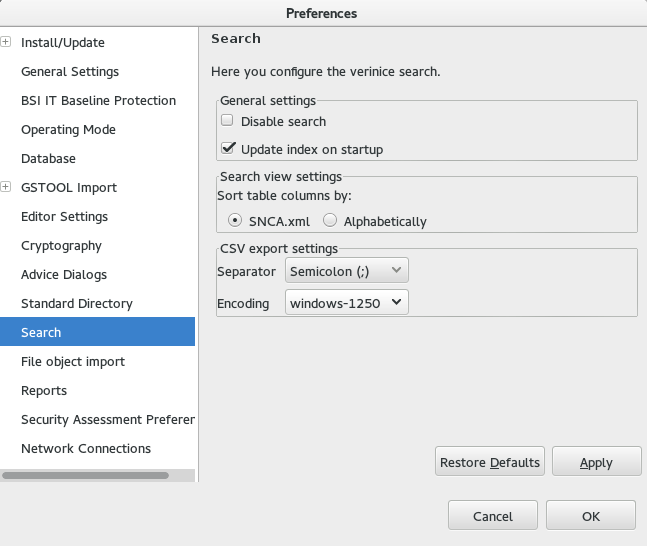 Preferences
Install/Update
General Settings
BSI IT Baseline Protection
Operating Mode
Database
GSTOOL Import
Editor Settings
Cryptography
Advice Dialogs
Standard Directory
Search
File object import
Reports
Security Assessment Preferen
Network Connections
Search
Here you configure the verinice search.
General settings
Disable search
Update index on startup
Search view settings
Sort table columns by:
SNCA.xml Alphabetically
CSV export settings
Separator Semicolon (;)
Encoding windows-1250
Restore Defaults Apply
Cancel OK